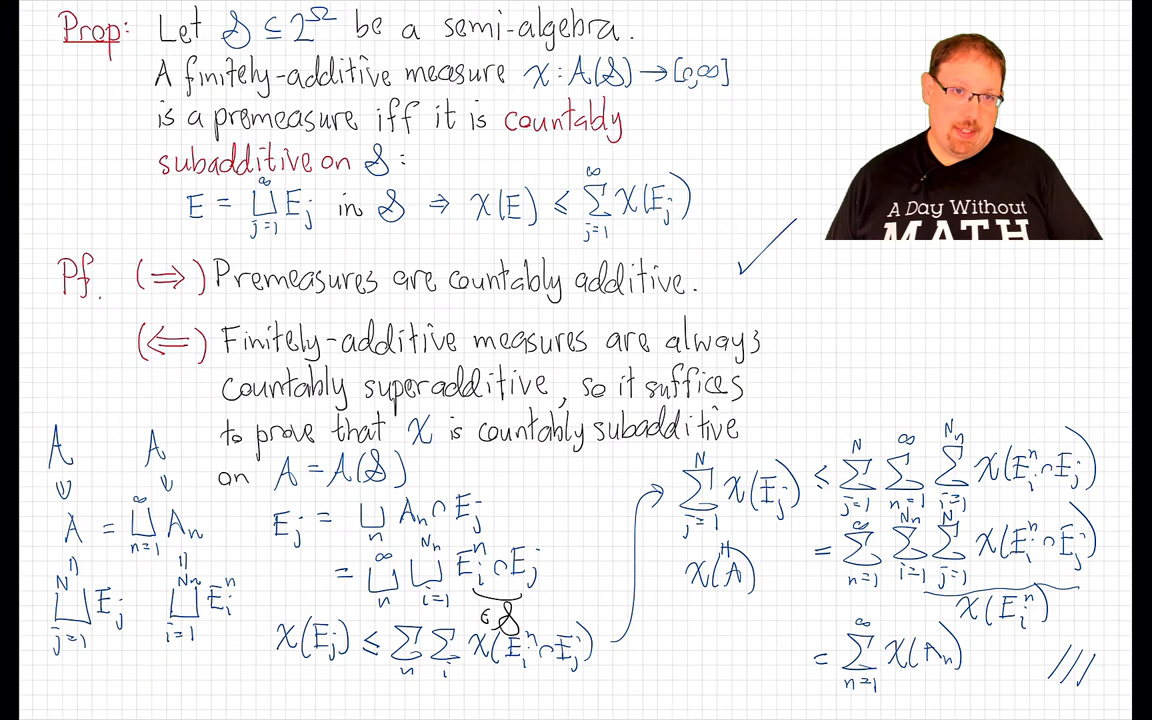 Prop: Let 𝒮 ⊆ 2^Ω be a semi-algebra.
A finitely-additive measure χ : A(𝒮) → [0,∞]
is a premeasure iff it is countably
subadditive on 𝒮 :
E = ⊔_{j=1}^∞ E_j in 𝒮 ⇒ χ(E) ≤ Σ_{j=1}^∞ χ(E_j)
A Day Without
MATH
Pf. (⇒) Premeasures are countably additive. ✓
(⇐) Finitely-additive measures are always
countably superadditive, so it suffices
to prove that χ is countably subadditive
on A = A(𝒮)
A A
∪ ∪
A = ⊔_{n=1}^∞ A_n
|| ||
⊔_{j=1}^N E_j ⊔_{i=1}^{N_n} E_i^n
E_j = ⊔_n A_n ∩ E_j
= ⊔_n^∞ ⊔_{i=1}^{N_n} E_i^n ∩ E_j
∈ 𝒮
χ(E_j) ≤ Σ_n Σ_i χ(E_i^n ∩ E_j)
Σ_{j=1}^N χ(E_j) ≤ Σ_{j=1}^N Σ_{n=1}^∞ Σ_{i=1}^{N_n} χ(E_i^n ∩ E_j)
||
χ(A)
= Σ_{n=1}^∞ Σ_{i=1}^{N_n} Σ_{j=1}^N χ(E_i^n ∩ E_j)
χ(E_i^n)
= Σ_{n=1}^∞ χ(A_n) ///